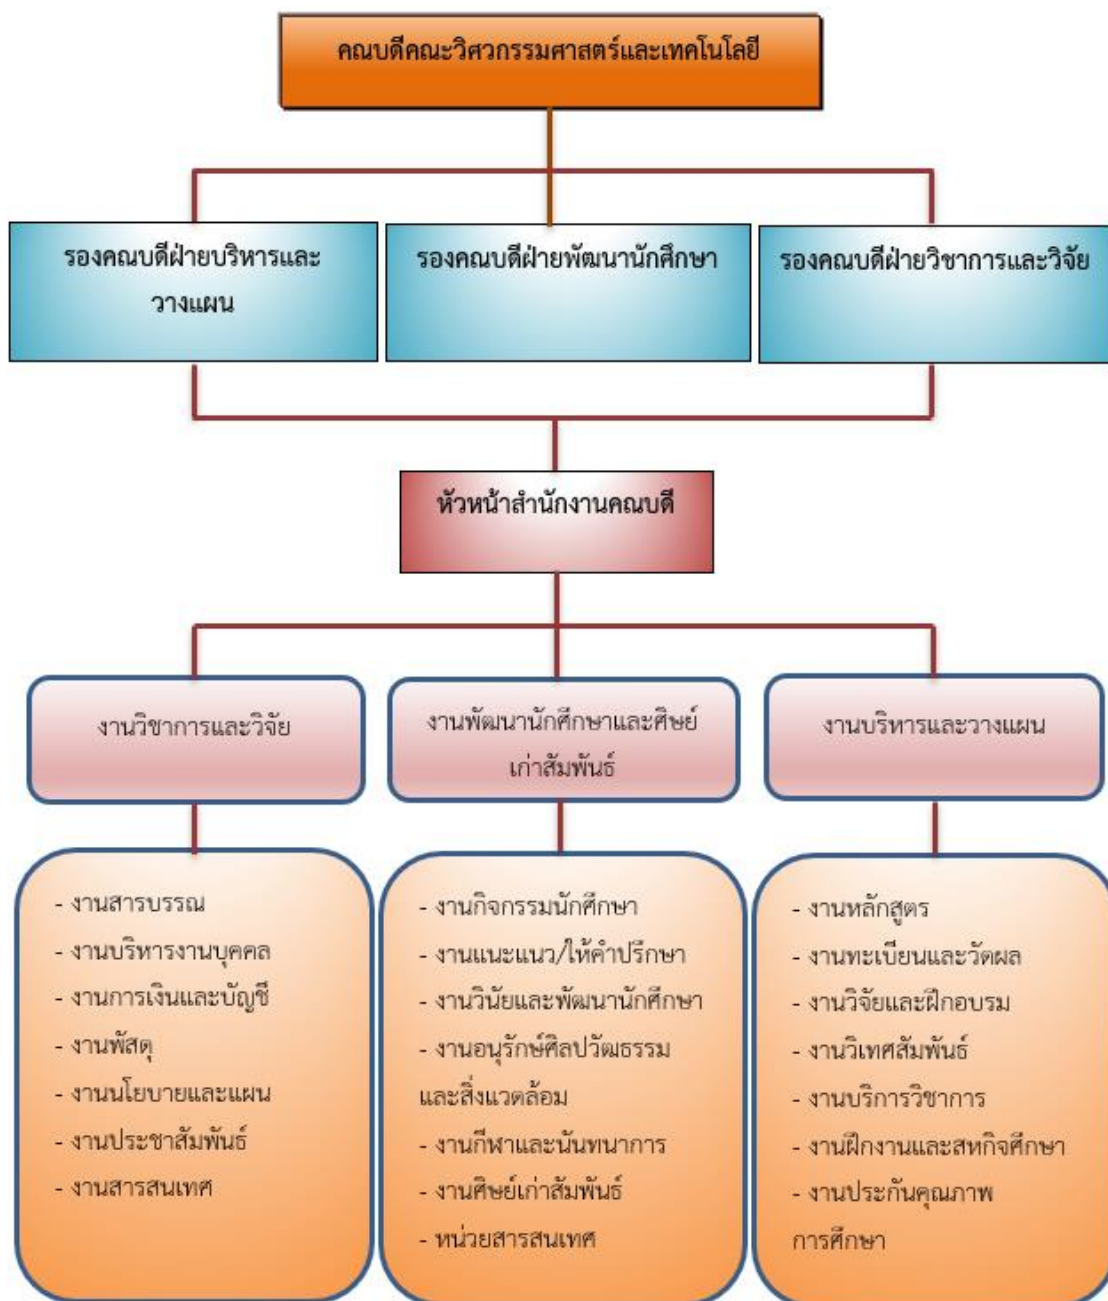 คณบดีคณะวิศวกรรมศาสตร์และเทคโนโลยี
รองคณบดีฝ่ายบริหารและ
วางแผน
รองคณบดีฝ่ายพัฒนานักศึกษา
รองคณบดีฝ่ายวิชาการและวิจัย
หัวหน้าสำนักงานคณบดี
งานวิชาการและวิจัย
งานพัฒนานักศึกษาและศิษย์
เก่าสัมพันธ์
งานบริหารและวางแผน
- งานสารบรรณ
- งานบริหารงานบุคคล
- งานการเงินและบัญชี
- งานพัสดุ
- งานนโยบายและแผน
- งานประชาสัมพันธ์
- งานสารสนเทศ
- งานกิจกรรมนักศึกษา
- งานแนะแนว/ให้คำปรึกษา
- งานวินัยและพัฒนานักศึกษา
- งานอนุรักษ์ศิลปวัฒธรรม
และสิ่งแวตล้อม
- งานกีฬาและนันทนาการ
- งานศิษย์เก่าสัมพันธ์
- หน่วยสารสนเทศ
- งานหลักสูตร
- งานทะเบียนและวัตผล
- งานวิจัยและฝึกอบรม
- งานวิเทศสัมพันธ์
- งานบริการวิชาการ
- งานฝึกงานและสหกิจศึกษา
- งานประกันคุณภาพ
การศึกษา